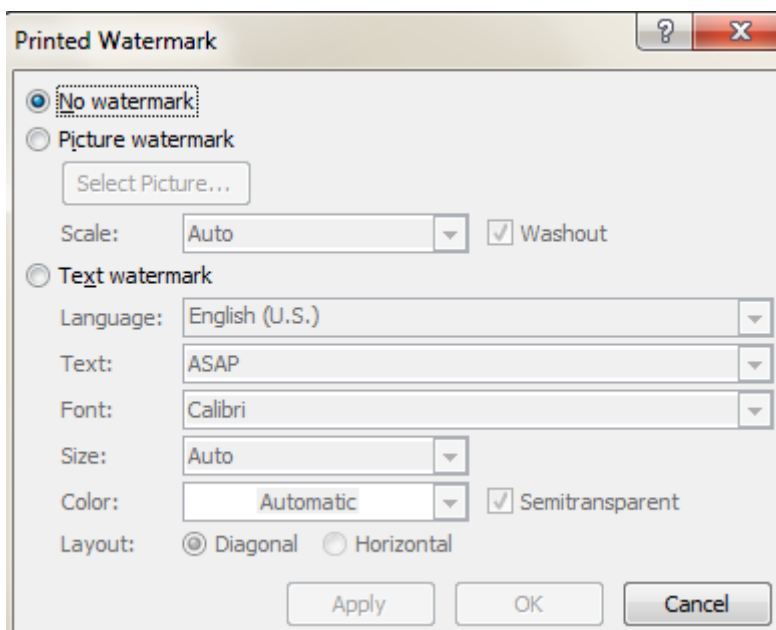 Printed Watermark ?
No watermark
Picture watermark
Select Picture...
Scale: Auto Washout
Text watermark
Language: English (U.S.)
Text: ASAP
Font: Calibri
Size: Auto
Color: Automatic Semitransparent
Layout: Diagonal Horizontal
Apply OK Cancel